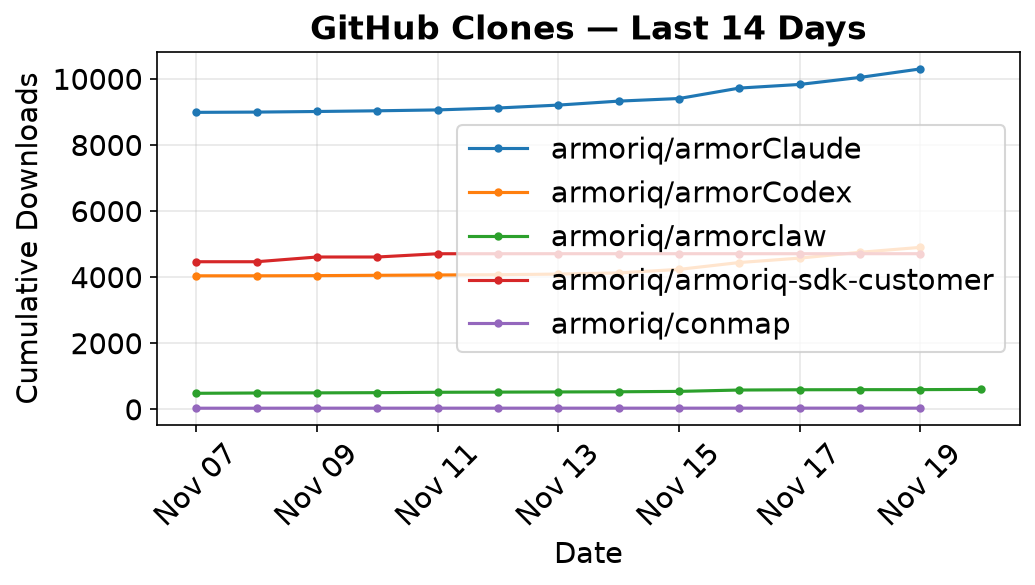 GitHub Clones — Last 14 Days
Cumulative Downloads
10000
8000
6000
4000
2000
0
armoriq/armorClaude
armoriq/armorCodex
armoriq/armorclaw
armoriq/armoriq-sdk-customer
armoriq/conmap
Nov 07
Nov 09
Nov 11
Nov 13
Nov 15
Nov 17
Nov 19
Date